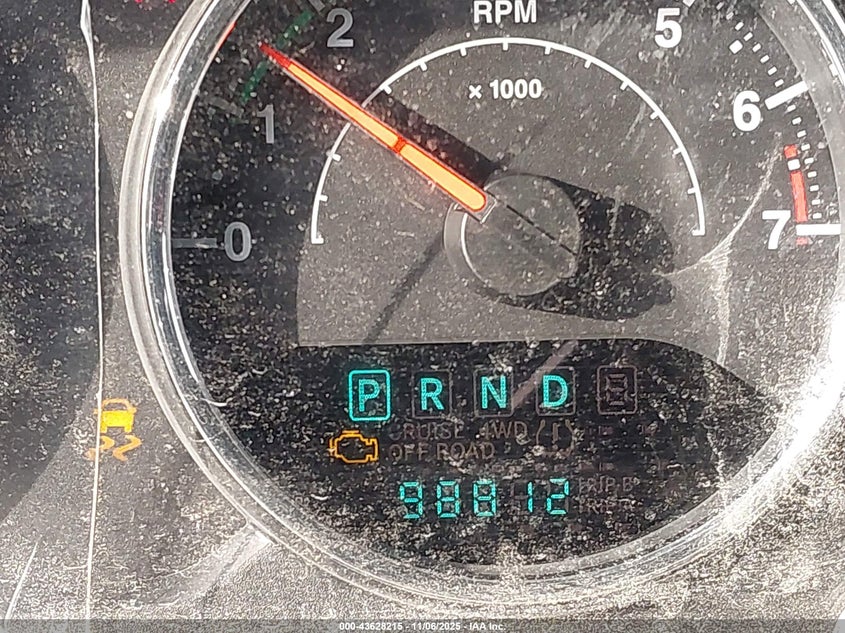 RPM
x 1000
0
1
2
5
6
7
P R N D
CRUISE 4WD
OFF ROAD
98812
TRIP B
TRIP A
000-43628215 - 11/06/2025 - IAA Inc.